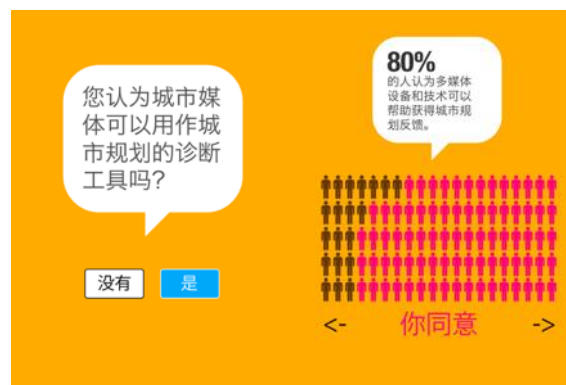 您认为城市媒
体可以用作城
市规划的诊断
工具吗？
没有
是
80%
的人认为多媒体
设备和技术可以
帮助获得城市规
划反馈。
<- 你同意 ->